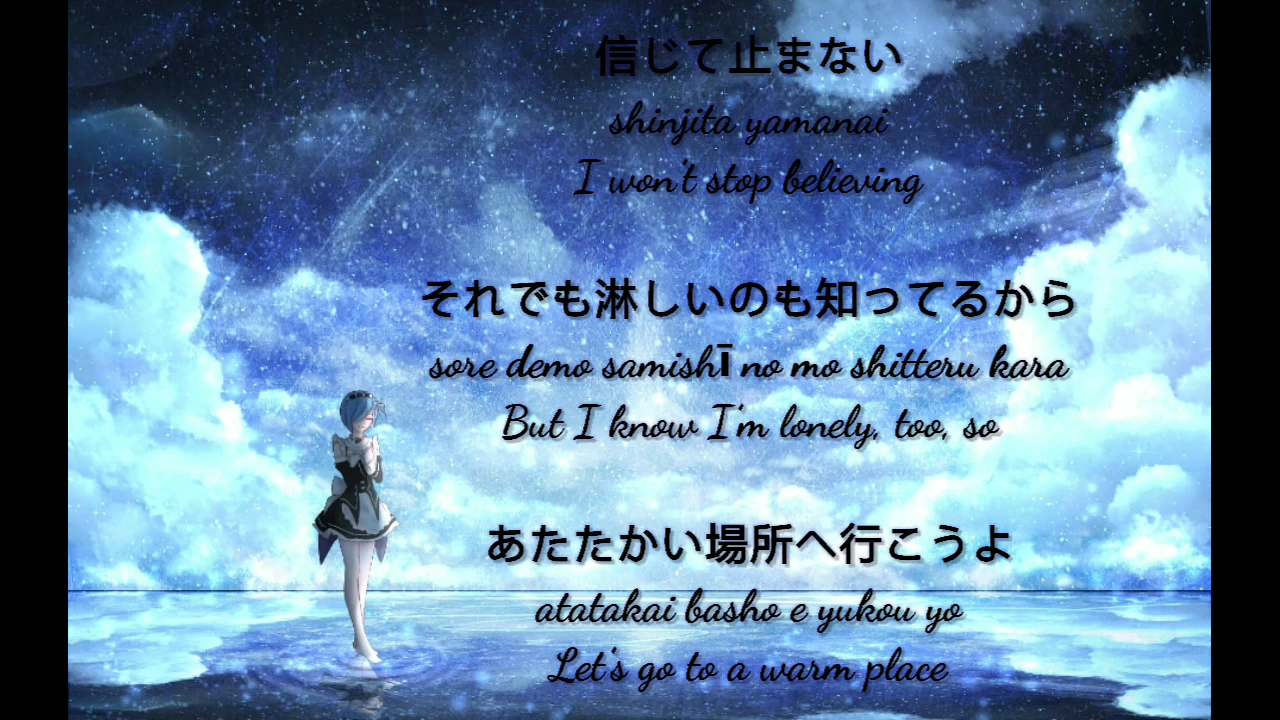 信じて止まない
shinjita yamanai
I won't stop believing
それでも淋しいのも知ってるから
sore demo samishī no mo shitteru kara
But I know I'm lonely, too, so
あたたかい場所へ行こうよ
atatakai basho e yukou yo
Let's go to a warm place